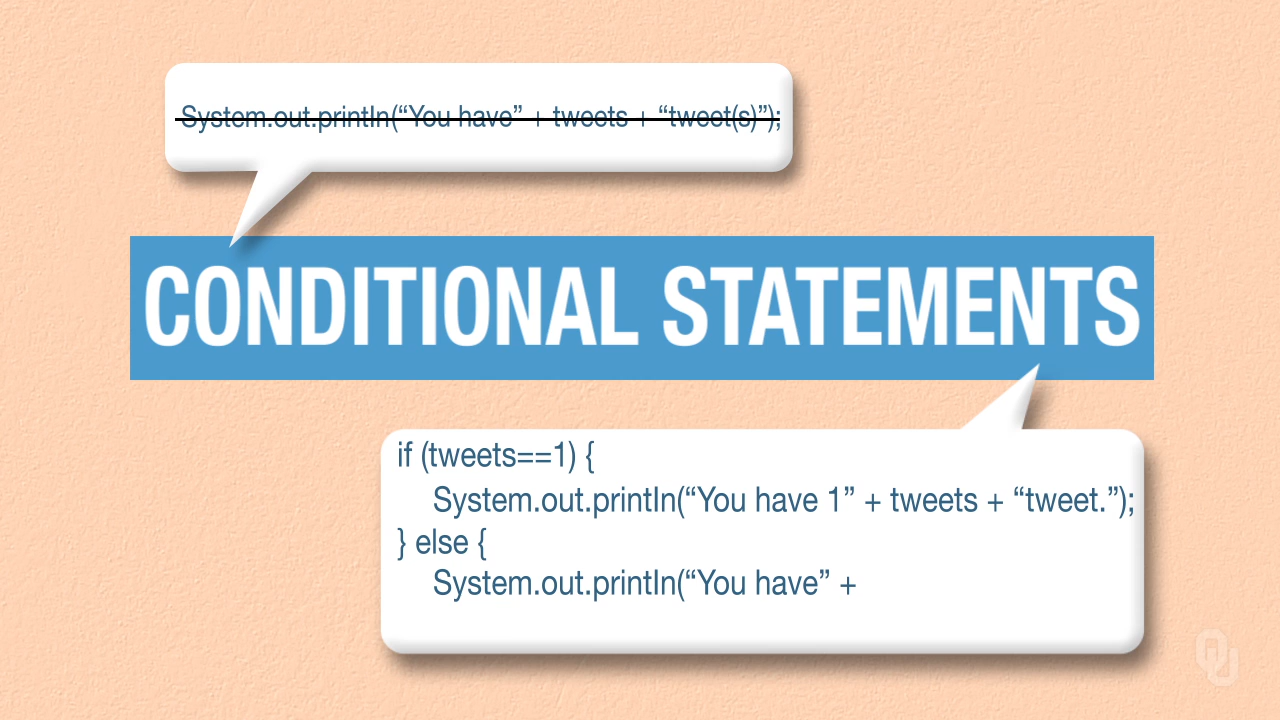 System.out.println(“You have” + tweets + “tweet(s)”);
CONDITIONAL STATEMENTS
if (tweets==1) {
System.out.println(“You have 1” + tweets + “tweet.”);
} else {
System.out.println(“You have” +
OU